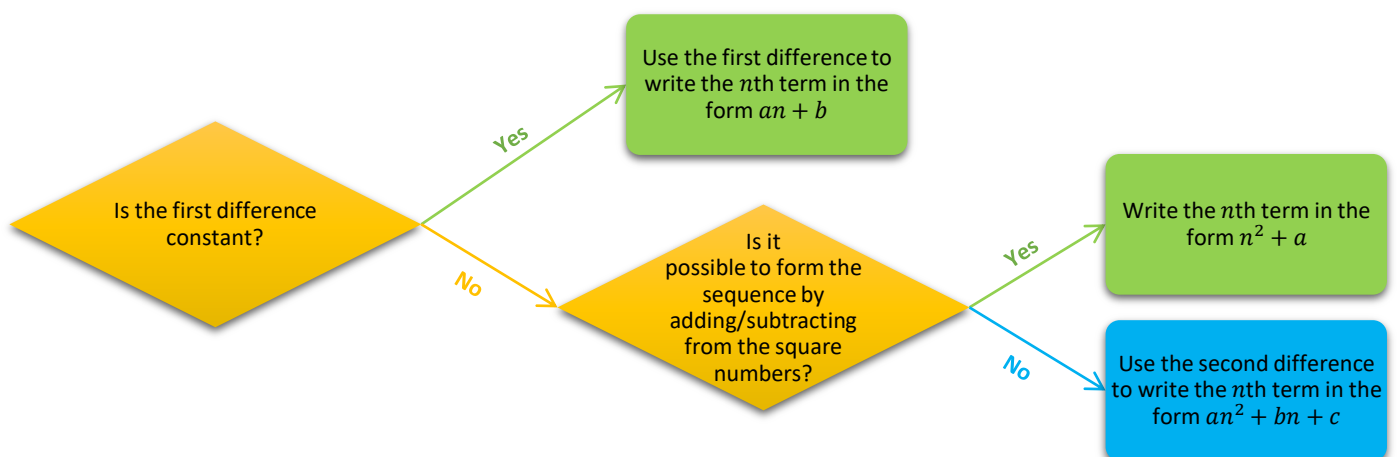 Is the first difference
constant?
Yes
Use the first difference to
write the 𝑛th term in the
form 𝑎𝑛 + 𝑏
No
Is it
possible to form the
sequence by
adding/subtracting
from the square
numbers?
Yes
Write the 𝑛th term in the
form 𝑛² + 𝑎
No
Use the second difference
to write the 𝑛th term in the
form 𝑎𝑛² + 𝑏𝑛 + 𝑐